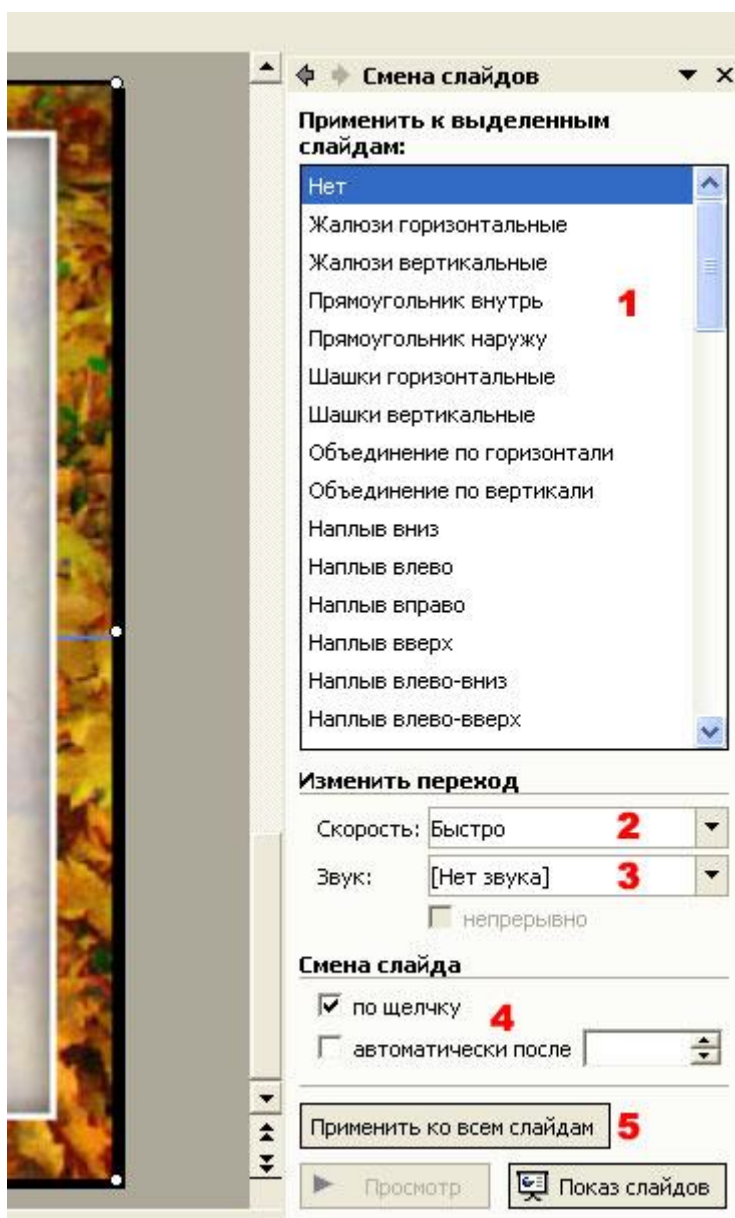 Смена слайдов
Применить к выделенным
слайдам:
Нет
Жалюзи горизонтальные
Жалюзи вертикальные
Прямоугольник внутрь 1
Прямоугольник наружу
Шашки горизонтальные
Шашки вертикальные
Объединение по горизонтали
Объединение по вертикали
Наплыв вниз
Наплыв влево
Наплыв вправо
Наплыв вверх
Наплыв влево-вниз
Наплыв влево-вверх
Изменить переход
Скорость: Быстро 2
Звук: [Нет звука] 3
непрерывно
Смена слайда
по щелчку 4
автоматически после
Применить ко всем слайдам 5
Просмотр Показ слайдов